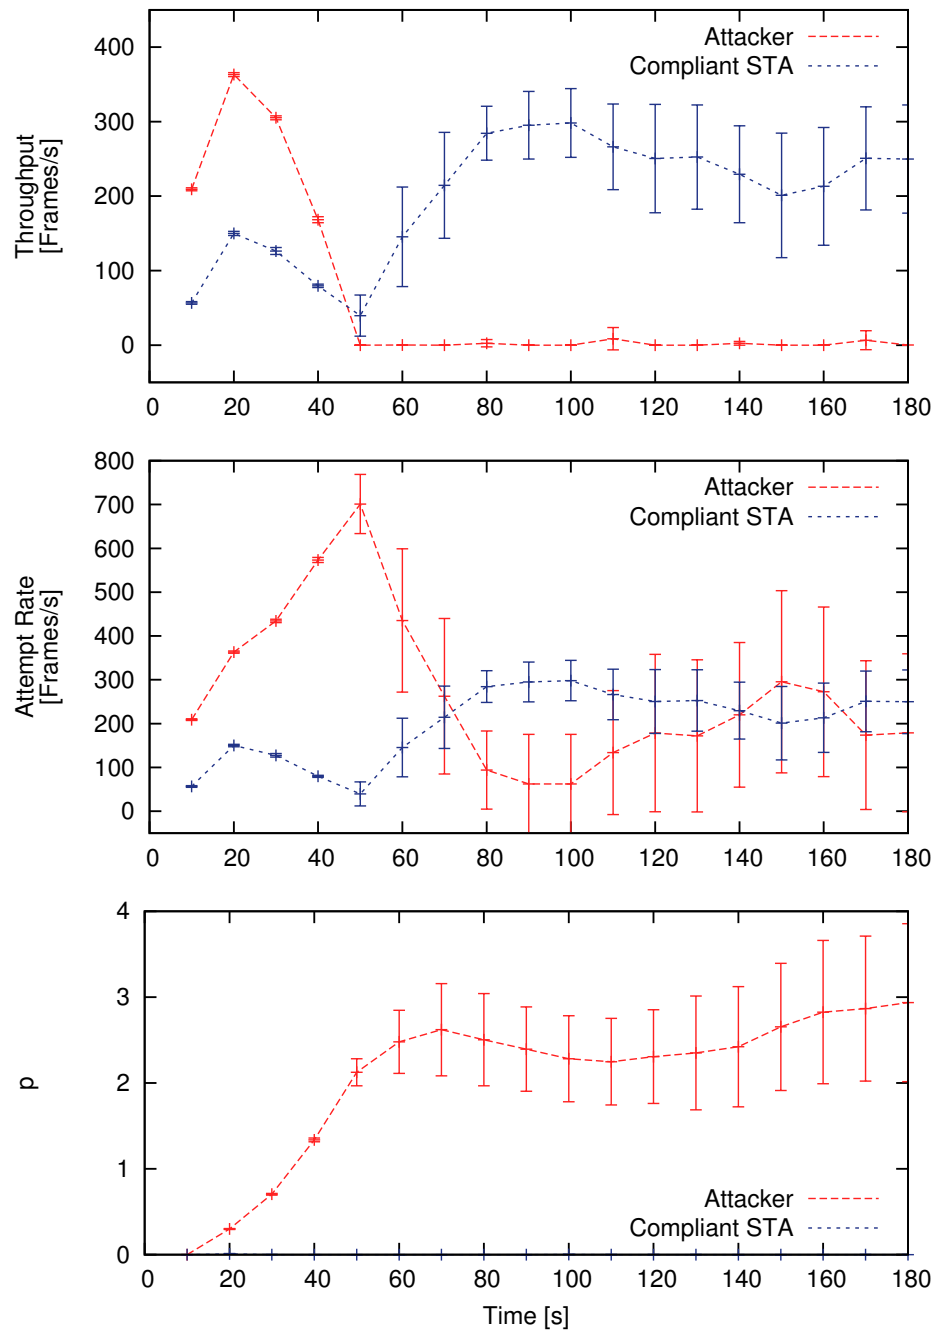 400
300
200
100
0
Throughput
[Frames/s]
Attacker
Compliant STA
0 20 40 60 80 100 120 140 160 180
800
700
600
500
400
300
200
100
0
Attempt Rate
[Frames/s]
Attacker
Compliant STA
0 20 40 60 80 100 120 140 160 180
4
3
2
1
0
p
Attacker
Compliant STA
0 20 40 60 80 100 120 140 160 180
Time [s]